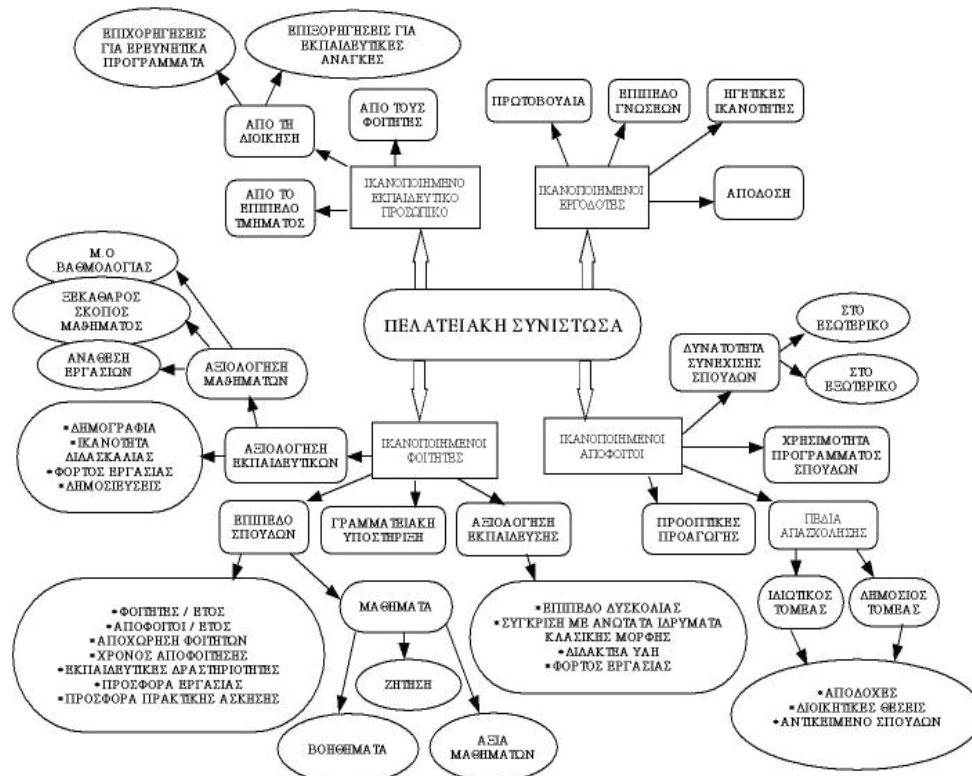 ΕΠΙΧΟΡΗΓΗΣΕΙΣ
ΓΙΑ ΕΡΕΥΝΗΤΙΚΑ
ΠΡΟΓΡΑΜΜΑΤΑ
ΕΠΙΞΟΡΗΓΗΣΕΙΣ ΓΙΑ
ΕΚΠΑΙΔΕΥΤΙΚΕΣ
ΑΝΑΓΚΕΣ
ΑΠΟ ΤΗ
ΔΙΟΙΚΗΣΗ
ΑΠΟ ΤΟΥΣ
ΦΟΙΤΗΤΕΣ
ΠΡΩΤΟΒΟΥΛΙΑ
ΕΠΙΠΕΔΟ
ΓΝΩΣΕΩΝ
ΗΓΕΤΙΚΕΣ
ΙΚΑΝΟΤΗΤΕΣ
ΑΠΟ ΤΟ
ΕΠΙΠΕΔΟ
ΤΜΗΜΑΤΟΣ
ΙΚΑΝΟΠΟΙΗΜΕΝΟ
ΕΚΠΑΙΔΕΥΤΙΚΟ
ΠΡΟΣΩΠΙΚΟ
ΙΚΑΝΟΠΟΙΗΜΕΝΟΙ
ΕΡΓΟΔΟΤΕΣ
ΑΠΟΔΟΣΗ
Μ.Ο
.ΒΑΘΜΟΛΟΓΙΑΣ
ΞΕΚΑΘΑΡΟΣ
ΣΚΟΠΟΣ
ΜΑΘΗΜΑΤΟΣ
ΑΝΑΘΕΣΗ
ΕΡΓΑΣΙΩΝ
ΑΞΙΟΛΟΓΗΣΗ
ΜΑΘΗΜΑΤΩΝ
ΠΕΛΑΤΕΙΑΚΗ ΣΥΝΙΣΤΩΣΑ
ΔΥΝΑΤΟΤΗΤΑ
ΣΥΝΕΧΙΣΗΣ
ΣΠΟΥΔΩΝ
ΣΤΟ
ΕΣΩΤΕΡΙΚΟ
ΣΤΟ
ΕΞΩΤΕΡΙΚΟ
*ΔΗΜΟΓΡΑΦΙΑ
*ΙΚΑΝΟΤΗΤΑ
ΔΙΔΑΣΚΑΛΙΑΣ
*ΦΟΡΤΟΣ ΕΡΓΑΣΙΑΣ
*ΔΗΜΟΣΙΕΥΣΕΙΣ
ΑΞΙΟΛΟΓΗΣΗ
ΕΚΠΑΙΔΕΥΤΙΚΩΝ
ΙΚΑΝΟΠΟΙΗΜΕΝΟΙ
ΦΟΙΤΗΤΕΣ
ΙΚΑΝΟΠΟΙΗΜΕΝΟΙ
ΑΠΟΦΟΙΤΟΙ
ΧΡΗΣΙΜΟΤΗΤΑ
ΠΡΟΓΡΑΜΜΑΤΟΣ
ΣΠΟΥΔΩΝ
ΕΠΙΠΕΔΟ
ΣΠΟΥΔΩΝ
ΓΡΑΜΜΑΤΕΙΑΚΗ
ΥΠΟΣΤΗΡΙΞΗ
ΑΞΙΟΛΟΓΗΣΗ
ΕΚΠΑΙΔΕΥΣΗΣ
ΠΡΟΟΠΤΙΚΕΣ
ΠΡΟΑΓΩΓΗΣ
ΠΕΔΙΑ
ΑΠΑΣΧΟΛΗΣΗΣ
ΙΔΙΩΤΙΚΟΣ
ΤΟΜΕΑΣ
ΔΗΜΟΣΙΟΣ
ΤΟΜΕΑΣ
*ΦΟΙΤΗΤΕΣ / ΕΤΟΣ
*ΑΠΟΦΟΙΤΟΙ / ΕΤΟΣ
*ΑΠΟΧΩΡΗΣΗ ΦΟΙΤΗΤΩΝ
*ΧΡΟΝΟΣ ΑΠΟΦΟΙΤΗΣΗΣ
*ΕΚΠΑΙΔΕΥΤΙΚΕΣ ΔΡΑΣΤΗΡΙΟΤΗΤΕΣ
*ΠΡΟΣΦΟΡΑ ΕΡΓΑΣΙΑΣ
*ΠΡΟΣΦΟΡΑ ΠΡΑΚΤΙΚΗΣ ΑΣΚΗΣΗΣ
ΜΑΘΗΜΑΤΑ
ΖΗΤΗΣΗ
ΒΟΗΘΗΜΑΤΑ
ΑΞΙΑ
ΜΑΘΗΜΑΤΩΝ
*ΕΠΙΠΕΔΟ ΔΥΣΚΟΛΙΑΣ
*ΣΥΓΚΡΙΣΗ ΜΕ ΑΝΩΤΑΤΑ ΙΔΡΥΜΑΤΑ
ΚΛΑΣΙΚΗΣ ΜΟΡΦΗΣ
*ΔΙΔΑΚΤΕΑ ΥΛΗ
*ΦΟΡΤΟΣ ΕΡΓΑΣΙΑΣ
*ΑΠΟΔΟΧΕΣ
*ΔΙΟΙΚΗΤΙΚΕΣ ΘΕΣΕΙΣ
*ΑΝΤΙΚΕΙΜΕΝΟ ΣΠΟΥΔΩΝ